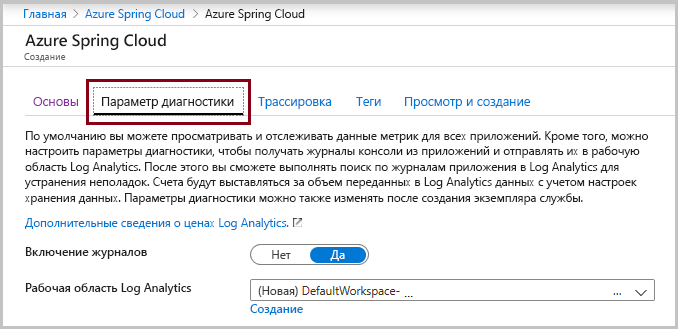 Главная > Azure Spring Cloud > Azure Spring Cloud
Azure Spring Cloud
Создание
Основы Параметр диагностики Трассировка Теги Просмотр и создание
По умолчанию вы можете просматривать и отслеживать данные метрик для всех приложений. Кроме того, можно
настроить параметры диагностики, чтобы получать журналы консоли из приложений и отправлять их в рабочую
область Log Analytics. После этого вы сможете выполнять поиск по журналам приложения в Log Analytics для
устранения неполадок. Счета будут выставляться за объем переданных в Log Analytics данных с учетом настроек
хранения данных. Параметры диагностики можно также изменять после создания экземпляра службы.
Дополнительные сведения о ценах Log Analytics.
Включение журналов Нет Да
Рабочая область Log Analytics (Новая) DefaultWorkspace- ... ...
Создание